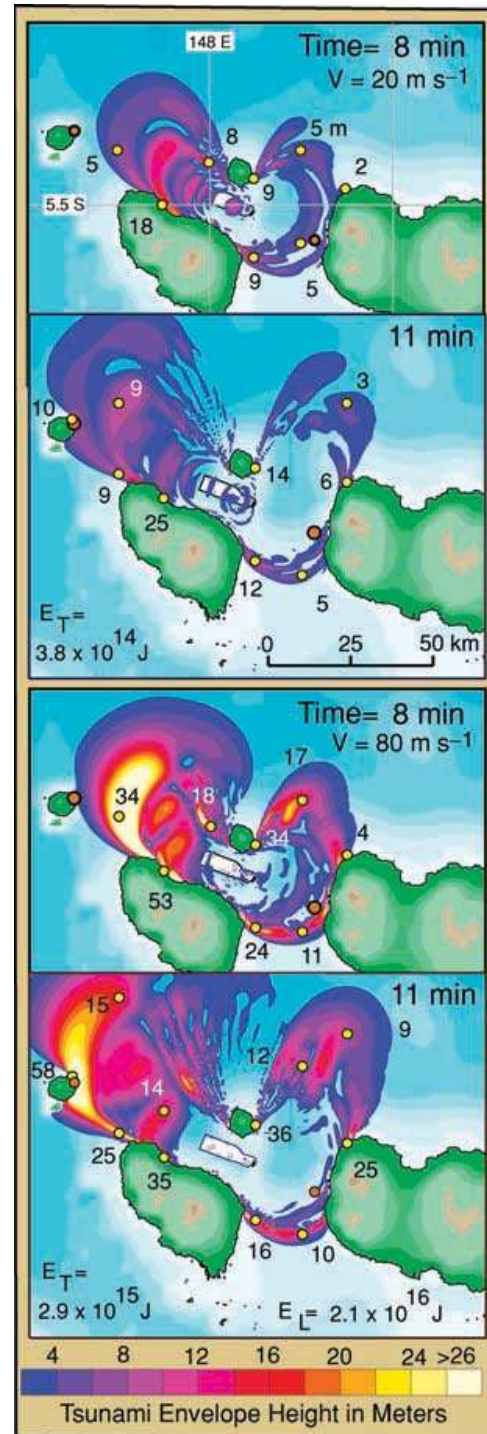 148 E
Time= 8 min
V = 20 m s⁻¹
8
5 m
5
9
2
5.5 S
18
9
5
11 min
9
3
10
14
9
6
25
12
5
E_T =
3.8 x 10¹⁴ J
0 25 50 km
Time= 8 min
V = 80 m s⁻¹
17
34
18
34
4
53
24
11
11 min
15
12
9
58
14
36
25
35
25
16
10
E_T =
2.9 x 10¹⁵ J
E_L = 2.1 x 10¹⁶ J
4 8 12 16 20 24 >26
Tsunami Envelope Height in Meters